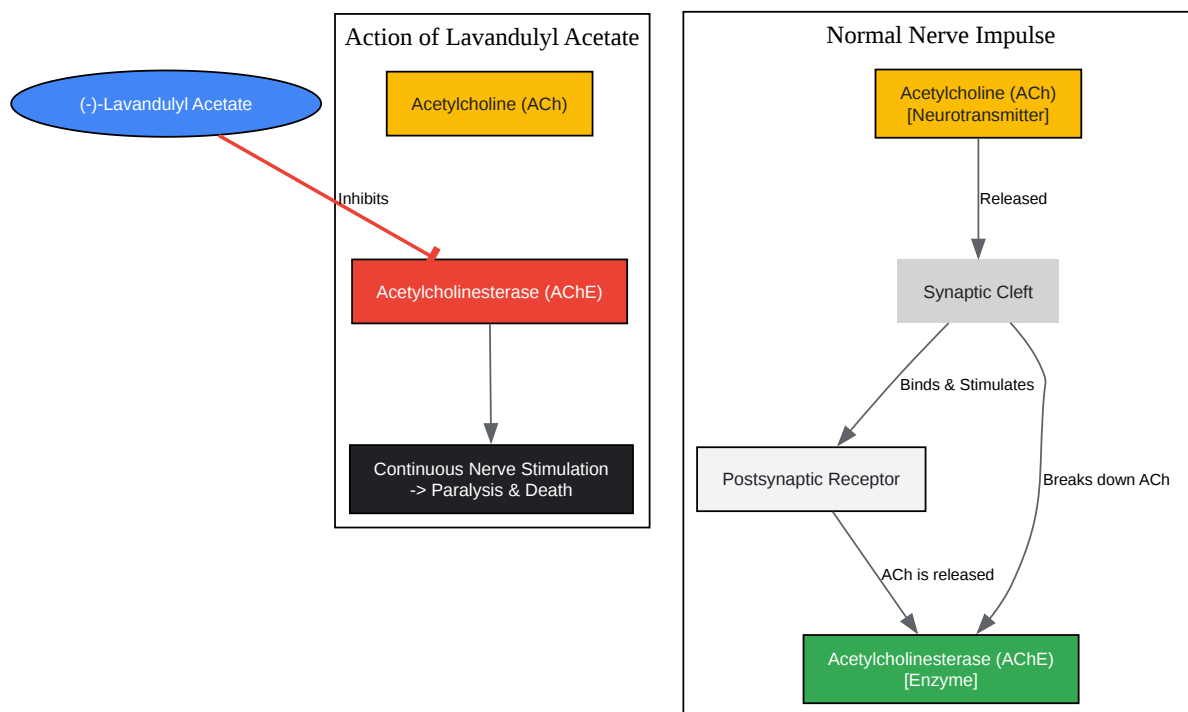 Action of Lavandulyl Acetate
(-)-Lavandulyl Acetate
Acetylcholine (ACh)
Inhibits
Acetylcholinesterase (AChE)
Continuous Nerve Stimulation
-> Paralysis & Death
Normal Nerve Impulse
Acetylcholine (ACh)
[Neurotransmitter]
Released
Synaptic Cleft
Binds & Stimulates
Postsynaptic Receptor
Breaks down ACh
ACh is released
Acetylcholinesterase (AChE)
[Enzyme]